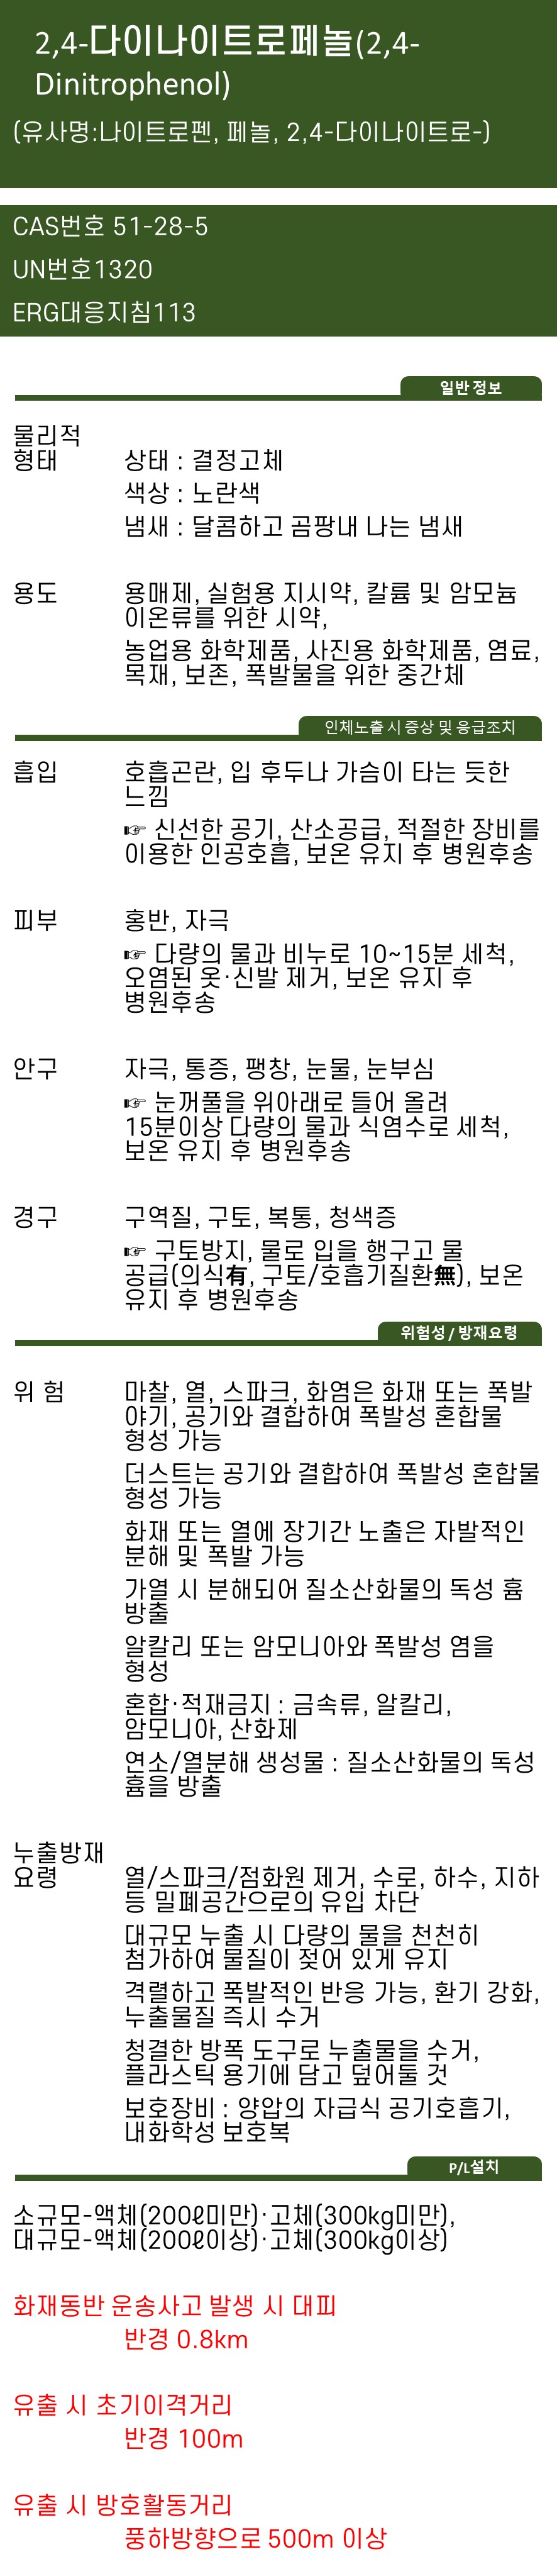 2,4-다이나이트로페놀(2,4-
Dinitrophenol)
(유사명:나이트로펜, 페놀, 2,4-다이나이트로-)
CAS번호 51-28-5
UN번호1320
ERG대응지침113
일반 정보
물리적
형태 상태 : 결정고체
색상 : 노란색
냄새 : 달콤하고 곰팡내 나는 냄새
용도 용매제, 실험용 지시약, 칼륨 및 암모늄
이온류를 위한 시약,
농업용 화학제품, 사진용 화학제품, 염료,
목재, 보존, 폭발물을 위한 중간체
인체노출 시 증상 및 응급조치
흡입 호흡곤란, 입 후두나 가슴이 타는 듯한
느낌
☞ 신선한 공기, 산소공급, 적절한 장비를
이용한 인공호흡, 보온 유지 후 병원후송
피부 홍반, 자극
☞ 다량의 물과 비누로 10~15분 세척,
오염된 옷·신발 제거, 보온 유지 후
병원후송
안구 자극, 통증, 팽창, 눈물, 눈부심
☞ 눈꺼풀을 위아래로 들어 올려
15분이상 다량의 물과 식염수로 세척,
보온 유지 후 병원후송
경구 구역질, 구토, 복통, 청색증
☞ 구토방지, 물로 입을 행구고 물
공급(의식有, 구토/호흡기질환無), 보온
유지 후 병원후송
위험성 / 방재요령
위 험 마찰, 열, 스파크, 화염은 화재 또는 폭발
야기, 공기와 결합하여 폭발성 혼합물
형성 가능
더스트는 공기와 결합하여 폭발성 혼합물
형성 가능
화재 또는 열에 장기간 노출은 자발적인
분해 및 폭발 가능
가열 시 분해되어 질소산화물의 독성 흄
방출
알칼리 또는 암모니아와 폭발성 염을
형성
혼합·적재금지 : 금속류, 알칼리,
암모니아, 산화제
연소/열분해 생성물 : 질소산화물의 독성
흄을 방출
누출방재
요령 열/스파크/점화원 제거, 수로, 하수, 지하
등 밀폐공간으로의 유입 차단
대규모 누출 시 다량의 물을 천천히
첨가하여 물질이 젖어 있게 유지
격렬하고 폭발적인 반응 가능, 환기 강화,
누출물질 즉시 수거
청결한 방폭 도구로 누출물을 수거,
플라스틱 용기에 담고 덮어둘 것
보호장비 : 양압의 자급식 공기호흡기,
내화학성 보호복
P/L설치
소규모-액체(200ℓ미만)·고체(300kg미만),
대규모-액체(200ℓ이상)·고체(300kg이상)
화재동반 운송사고 발생 시 대피
반경 0.8km
유출 시 초기이격거리
반경 100m
유출 시 방호활동거리
풍하방향으로 500m 이상